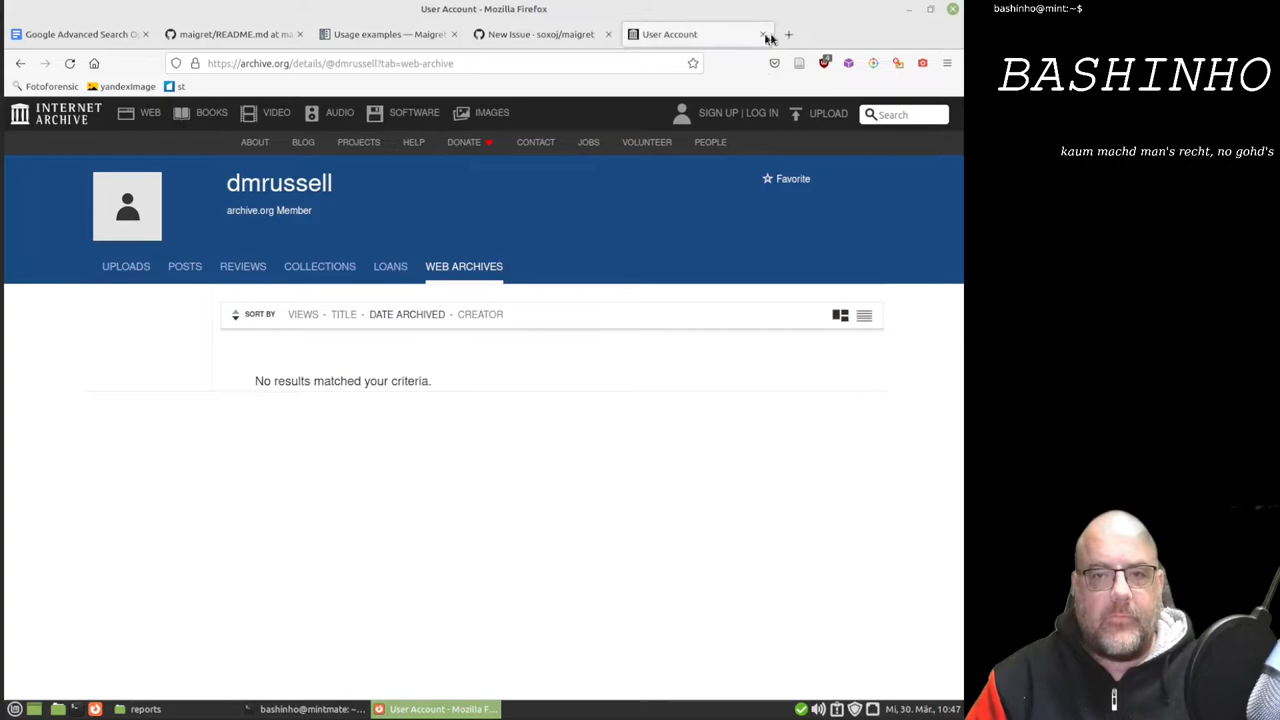 User Account - Mozilla Firefox
bashinho@mint:~$
Google Advanced Search O
maigret/README.md at ma
Usage examples — Maigret
New Issue · soxoj/maigret
User Account
https://archive.org/details/@dmrussell?tab=web-archive
Fotoforensic
yandexImage
st
BASHINHO
kaum machd man's recht, no gohd's
INTERNET ARCHIVE
WEB
BOOKS
VIDEO
AUDIO
SOFTWARE
IMAGES
SIGN UP | LOG IN
UPLOAD
Search
ABOUT
BLOG
PROJECTS
HELP
DONATE
CONTACT
JOBS
VOLUNTEER
PEOPLE
dmrussell
Favorite
archive.org Member
UPLOADS
POSTS
REVIEWS
COLLECTIONS
LOANS
WEB ARCHIVES
SORT BY
VIEWS · TITLE · DATE ARCHIVED · CREATOR
No results matched your criteria.
reports
bashinho@mintmate: ~...
User Account - Mozilla F...
Mi, 30. Mär., 10:47